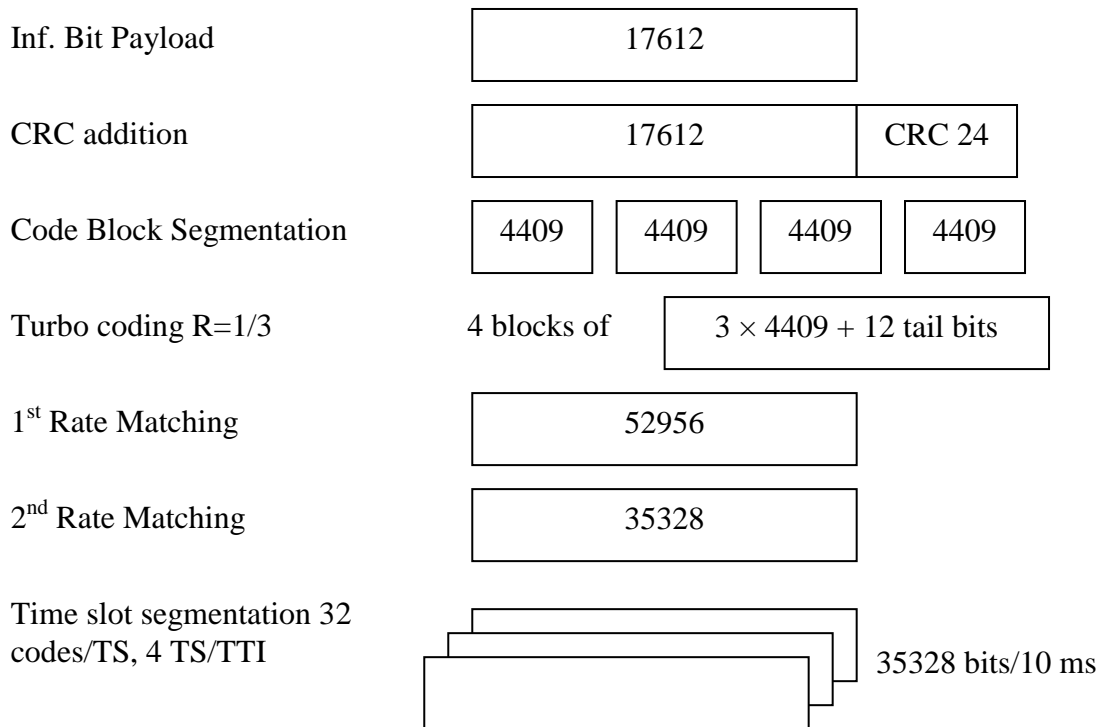 Inf. Bit Payload 17612
CRC addition 17612 CRC 24
Code Block Segmentation 4409 4409 4409 4409
Turbo coding R=1/3 4 blocks of 3 × 4409 + 12 tail bits
1st Rate Matching 52956
2nd Rate Matching 35328
Time slot segmentation 32
codes/TS, 4 TS/TTI
35328 bits/10 ms